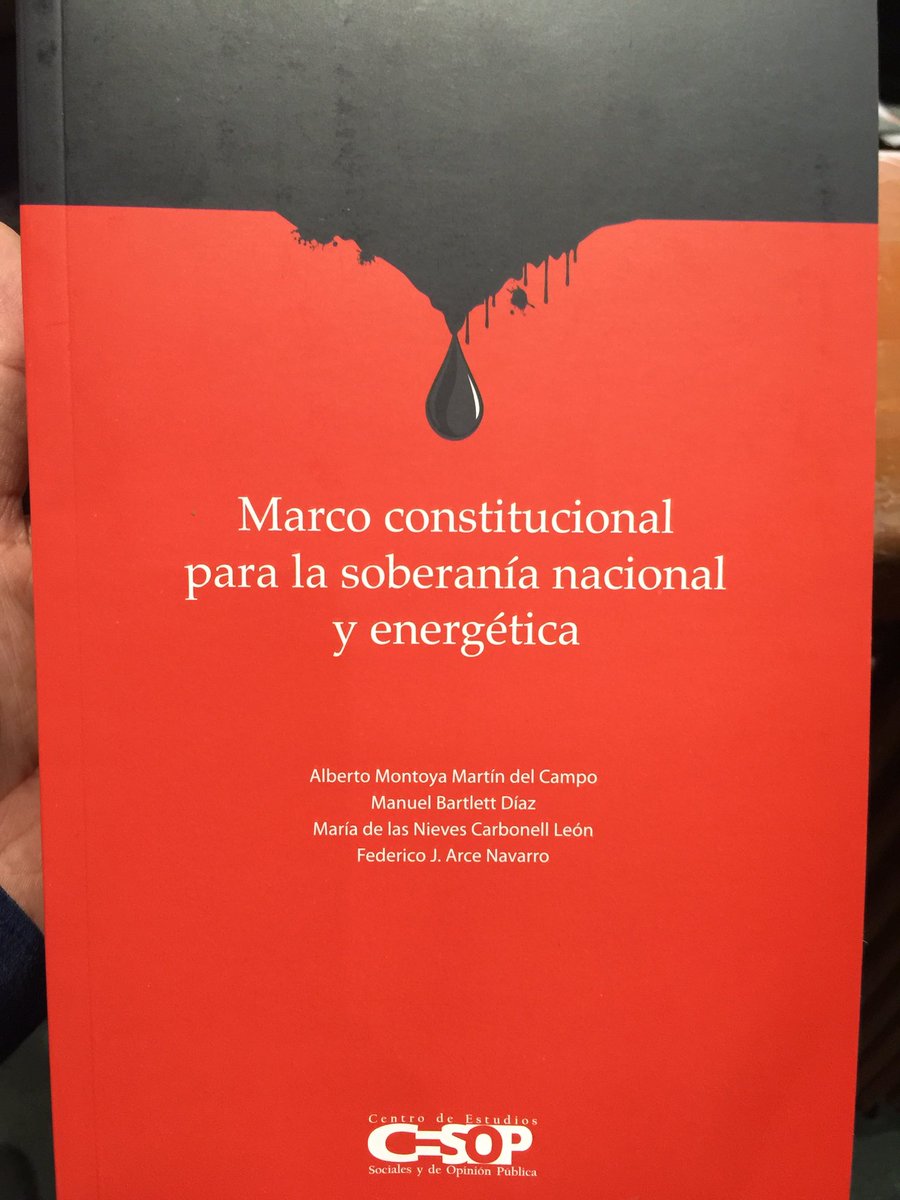 Marco constitucional
para la soberanía nacional
y energética
Alberto Montoya Martín del Campo
Manuel Bartlett Díaz
María de las Nieves Carbonell León
Federico J. Arce Navarro
Centro de Estudios
CESOP
Sociales y de Opinión Pública